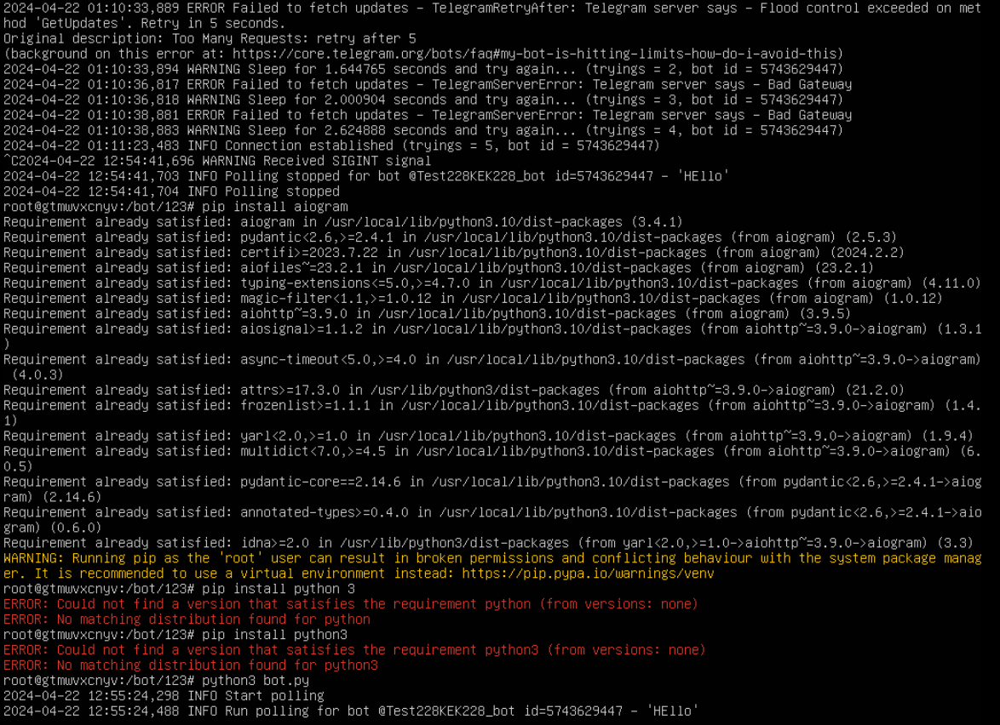 2024-04-22 01:10:33,889 ERROR Failed to fetch updates - TelegramRetryAfter: Telegram server says - Flood control exceeded on met
hod 'GetUpdates'. Retry in 5 seconds.
Original description: Too Many Requests: retry after 5
(background on this error at: https://core.telegram.org/bots/faq#my-bot-is-hitting-limits-how-do-i-avoid-this)
2024-04-22 01:10:33,894 WARNING Sleep for 1.644765 seconds and try again... (tryings = 2, bot id = 5743629447)
2024-04-22 01:10:36,817 ERROR Failed to fetch updates - TelegramServerError: Telegram server says - Bad Gateway
2024-04-22 01:10:36,818 WARNING Sleep for 2.000904 seconds and try again... (tryings = 3, bot id = 5743629447)
2024-04-22 01:10:38,881 ERROR Failed to fetch updates - TelegramServerError: Telegram server says - Bad Gateway
2024-04-22 01:10:38,883 WARNING Sleep for 2.624888 seconds and try again... (tryings = 4, bot id = 5743629447)
2024-04-22 01:11:23,483 INFO Connection established (tryings = 5, bot id = 5743629447)
^C2024-04-22 12:54:41,696 WARNING Received SIGINT signal
2024-04-22 12:54:41,703 INFO Polling stopped for bot @Test228KEK228_bot id=5743629447 - 'HEllo'
2024-04-22 12:54:41,704 INFO Polling stopped
root@gtmwvxcnyv:/bot/123# pip install aiogram
Requirement already satisfied: aiogram in /usr/local/lib/python3.10/dist-packages (3.4.1)
Requirement already satisfied: pydantic<2.6,>=2.4.1 in /usr/local/lib/python3.10/dist-packages (from aiogram) (2.5.3)
Requirement already satisfied: certifi>=2023.7.22 in /usr/local/lib/python3.10/dist-packages (from aiogram) (2024.2.2)
Requirement already satisfied: aiofiles~=23.2.1 in /usr/local/lib/python3.10/dist-packages (from aiogram) (23.2.1)
Requirement already satisfied: typing-extensions<=5.0,>=4.7.0 in /usr/local/lib/python3.10/dist-packages (from aiogram) (4.11.0)
Requirement already satisfied: magic-filter<1.1,>=1.0.12 in /usr/local/lib/python3.10/dist-packages (from aiogram) (1.0.12)
Requirement already satisfied: aiohttp~=3.9.0 in /usr/local/lib/python3.10/dist-packages (from aiogram) (3.9.5)
Requirement already satisfied: aiosignal>=1.1.2 in /usr/local/lib/python3.10/dist-packages (from aiohttp~=3.9.0->aiogram) (1.3.1
)
Requirement already satisfied: async-timeout<5.0,>=4.0 in /usr/local/lib/python3.10/dist-packages (from aiohttp~=3.9.0->aiogram)
 (4.0.3)
Requirement already satisfied: attrs>=17.3.0 in /usr/lib/python3/dist-packages (from aiohttp~=3.9.0->aiogram) (21.2.0)
Requirement already satisfied: frozenlist>=1.1.1 in /usr/local/lib/python3.10/dist-packages (from aiohttp~=3.9.0->aiogram) (1.4.
1)
Requirement already satisfied: yarl<2.0,>=1.0 in /usr/local/lib/python3.10/dist-packages (from aiohttp~=3.9.0->aiogram) (1.9.4)
Requirement already satisfied: multidict<7.0,>=4.5 in /usr/local/lib/python3.10/dist-packages (from aiohttp~=3.9.0->aiogram) (6.
0.5)
Requirement already satisfied: pydantic-core==2.14.6 in /usr/local/lib/python3.10/dist-packages (from pydantic<2.6,>=2.4.1->aiog
ram) (2.14.6)
Requirement already satisfied: annotated-types>=0.4.0 in /usr/local/lib/python3.10/dist-packages (from pydantic<2.6,>=2.4.1->aio
gram) (0.6.0)
Requirement already satisfied: idna>=2.0 in /usr/lib/python3/dist-packages (from yarl<2.0,>=1.0->aiohttp~=3.9.0->aiogram) (3.3)
WARNING: Running pip as the 'root' user can result in broken permissions and conflicting behaviour with the system package manag
er. It is recommended to use a virtual environment instead: https://pip.pypa.io/warnings/venv
root@gtmwvxcnyv:/bot/123# pip install python 3
ERROR: Could not find a version that satisfies the requirement python (from versions: none)
ERROR: No matching distribution found for python
root@gtmwvxcnyv:/bot/123# pip install python3
ERROR: Could not find a version that satisfies the requirement python3 (from versions: none)
ERROR: No matching distribution found for python3
root@gtmwvxcnyv:/bot/123# python3 bot.py
2024-04-22 12:55:24,298 INFO Start polling
2024-04-22 12:55:24,488 INFO Run polling for bot @Test228KEK228_bot id=5743629447 - 'HEllo'